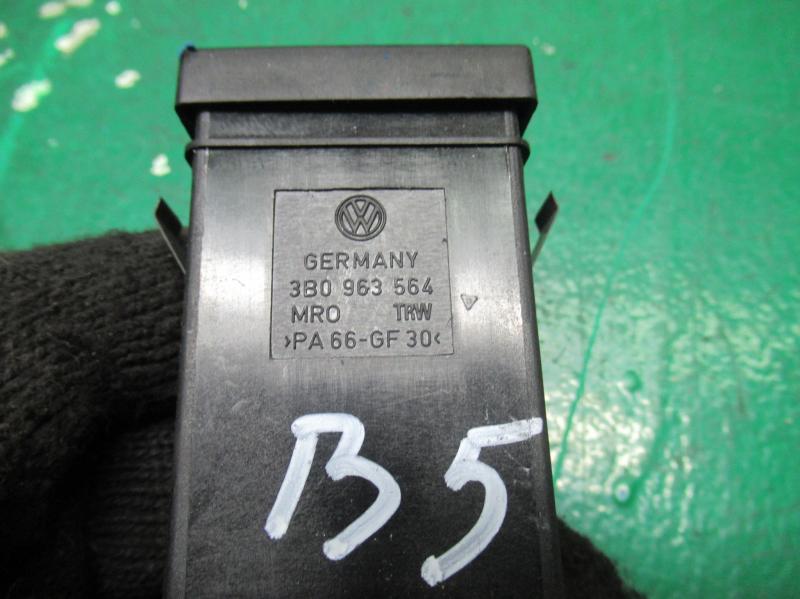 GERMANY
3B0 963 564
MRO TRW
>PA 66-GF 30<
B5